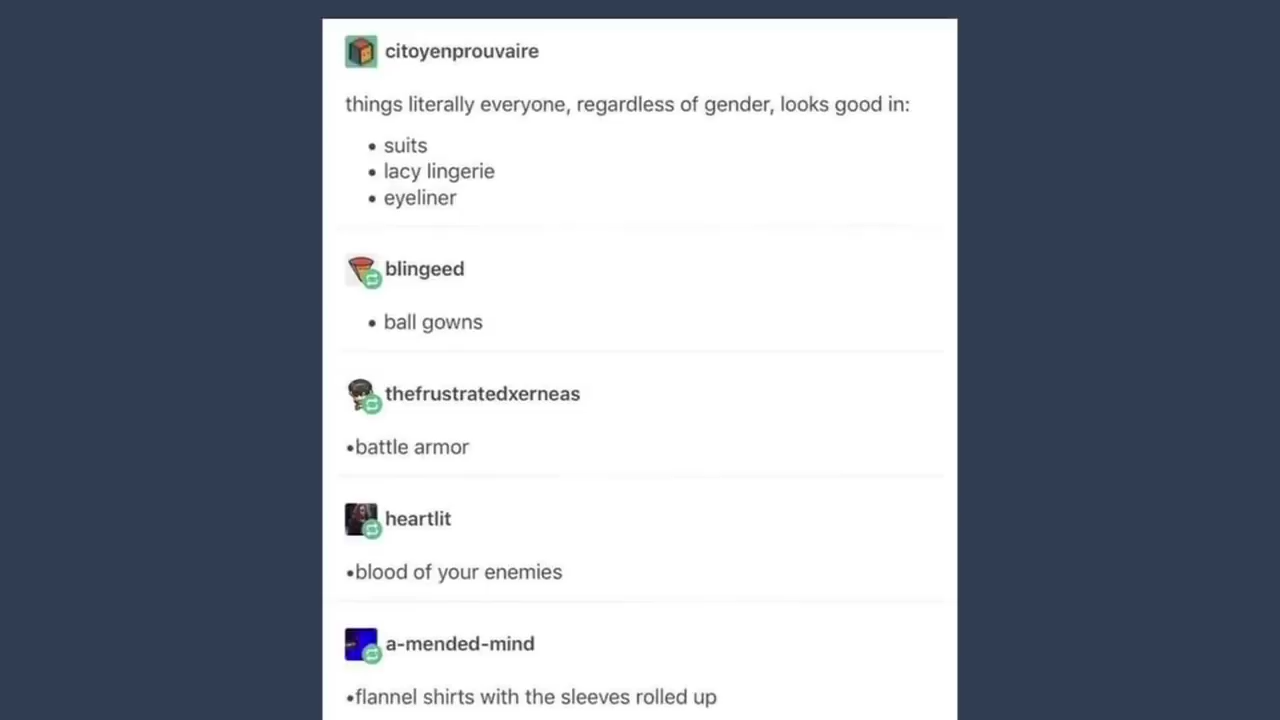 citoyenprouvaire
things literally everyone, regardless of gender, looks good in:
• suits
• lacy lingerie
• eyeliner
blingeed
• ball gowns
thefrustratedxerneas
•battle armor
heartlit
•blood of your enemies
a-mended-mind
•flannel shirts with the sleeves rolled up